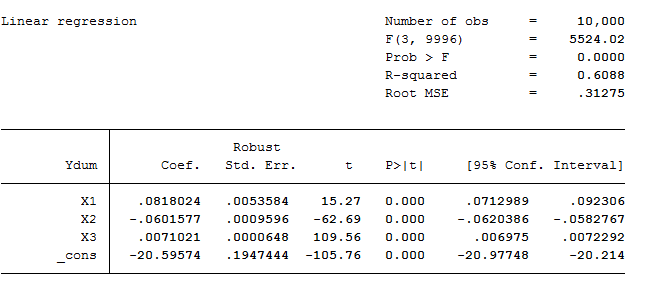 Linear regression Number of obs = 10,000
F(3, 9996) = 5524.02
Prob > F = 0.0000
R-squared = 0.6088
Root MSE = .31275
Robust
Ydum Coef. Std. Err. t P>|t| [95% Conf. Interval]
X1 .0818024 .0053584 15.27 0.000 .0712989 .092306
X2 -.0601577 .0009596 -62.69 0.000 -.0620386 -.0582767
X3 .0071021 .0000648 109.56 0.000 .006975 .0072292
_cons -20.59574 .1947444 -105.76 0.000 -20.97748 -20.214